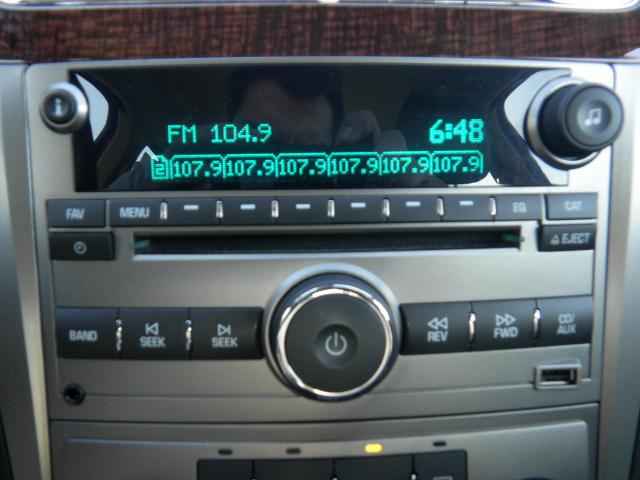 FM 104.9 6:48
2 107.9 107.9 107.9 107.9 107.9 107.9
FAV MENU EQ CAT
EJECT
BAND SEEK SEEK REV FWD CD/AUX